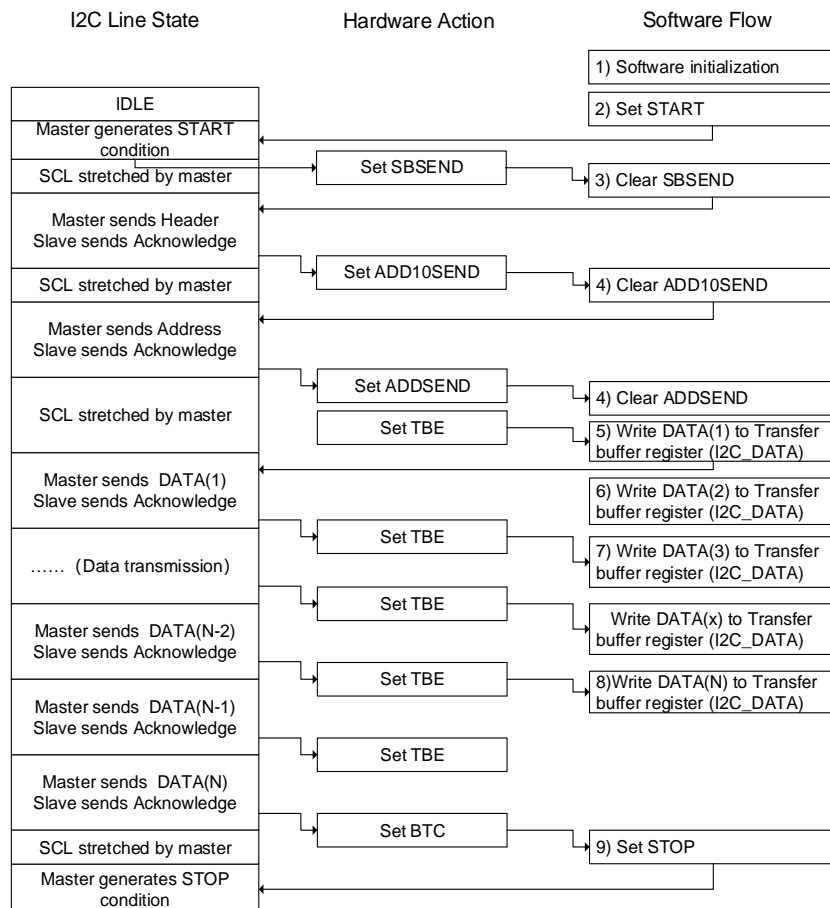 I2C Line State
Hardware Action
Software Flow
1) Software initialization
IDLE
2) Set START
Master generates START
condition
Set SBSEND
3) Clear SBSEND
SCL stretched by master
Master sends Header
Slave sends Acknowledge
Set ADD10SEND
4) Clear ADD10SEND
SCL stretched by master
Master sends Address
Slave sends Acknowledge
Set ADDSEND
4) Clear ADDSEND
SCL stretched by master
Set TBE
5) Write DATA(1) to Transfer
buffer register (I2C_DATA)
Master sends DATA(1)
Slave sends Acknowledge
6) Write DATA(2) to Transfer
buffer register (I2C_DATA)
Set TBE
7) Write DATA(3) to Transfer
buffer register (I2C_DATA)
...... (Data transmission)
Set TBE
Write DATA(x) to Transfer
buffer register (I2C_DATA)
Master sends DATA(N-2)
Slave sends Acknowledge
Set TBE
8)Write DATA(N) to Transfer
buffer register (I2C_DATA)
Master sends DATA(N-1)
Slave sends Acknowledge
Set TBE
Master sends DATA(N)
Slave sends Acknowledge
Set BTC
9) Set STOP
SCL stretched by master
Master generates STOP
condition